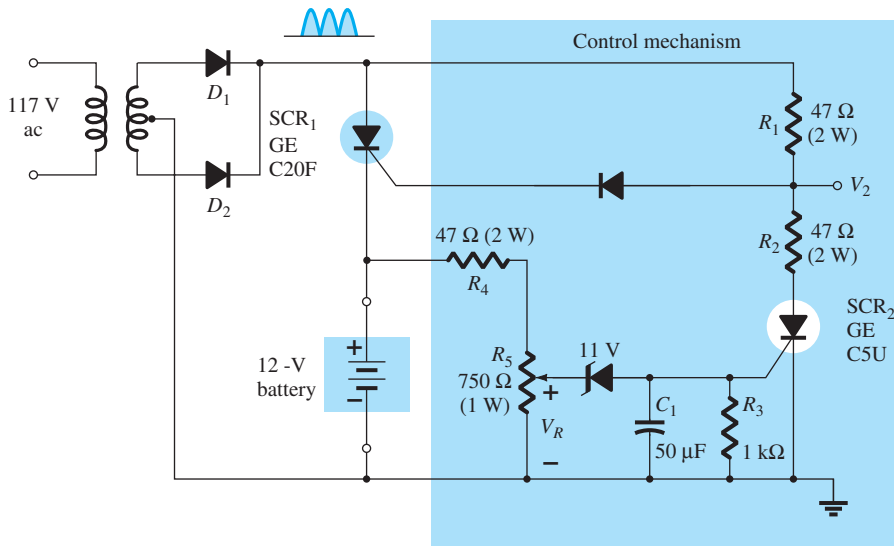 Control mechanism
117 V
ac
D1
D2
SCR1
GE
C20F
R1
47 Ω
(2 W)
V2
R2
47 Ω
(2 W)
47 Ω (2 W)
R4
SCR2
GE
C5U
12 -V
battery
+
−
R5
750 Ω
(1 W)
11 V
+
VR
−
C1
50 μF
R3
1 kΩ